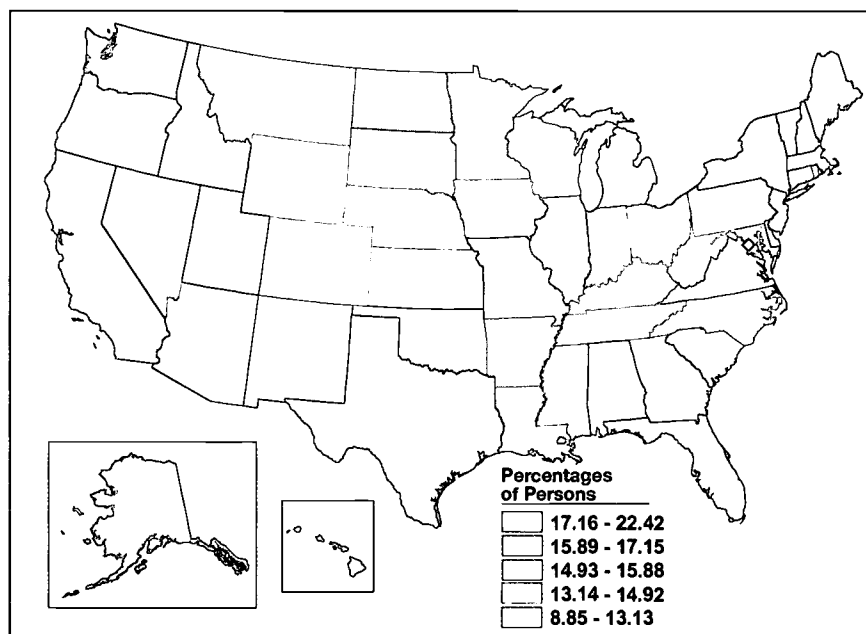 Percentages
of Persons
17.16 - 22.42
15.89 - 17.15
14.93 - 15.88
13.14 - 14.92
8.85 - 13.13